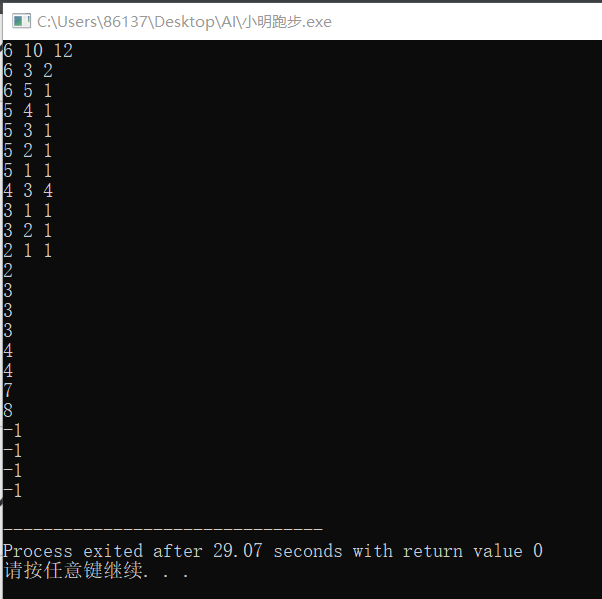 C:\Users\86137\Desktop\AI\小明跑步.exe
6 10 12
6 3 2
6 5 1
5 4 1
5 3 1
5 2 1
5 1 1
4 3 4
3 1 1
3 2 1
2 1 1
2
3
3
3
4
4
7
8
-1
-1
-1
-1
--------------------------------
Process exited after 29.07 seconds with return value 0
请按任意键继续. . .